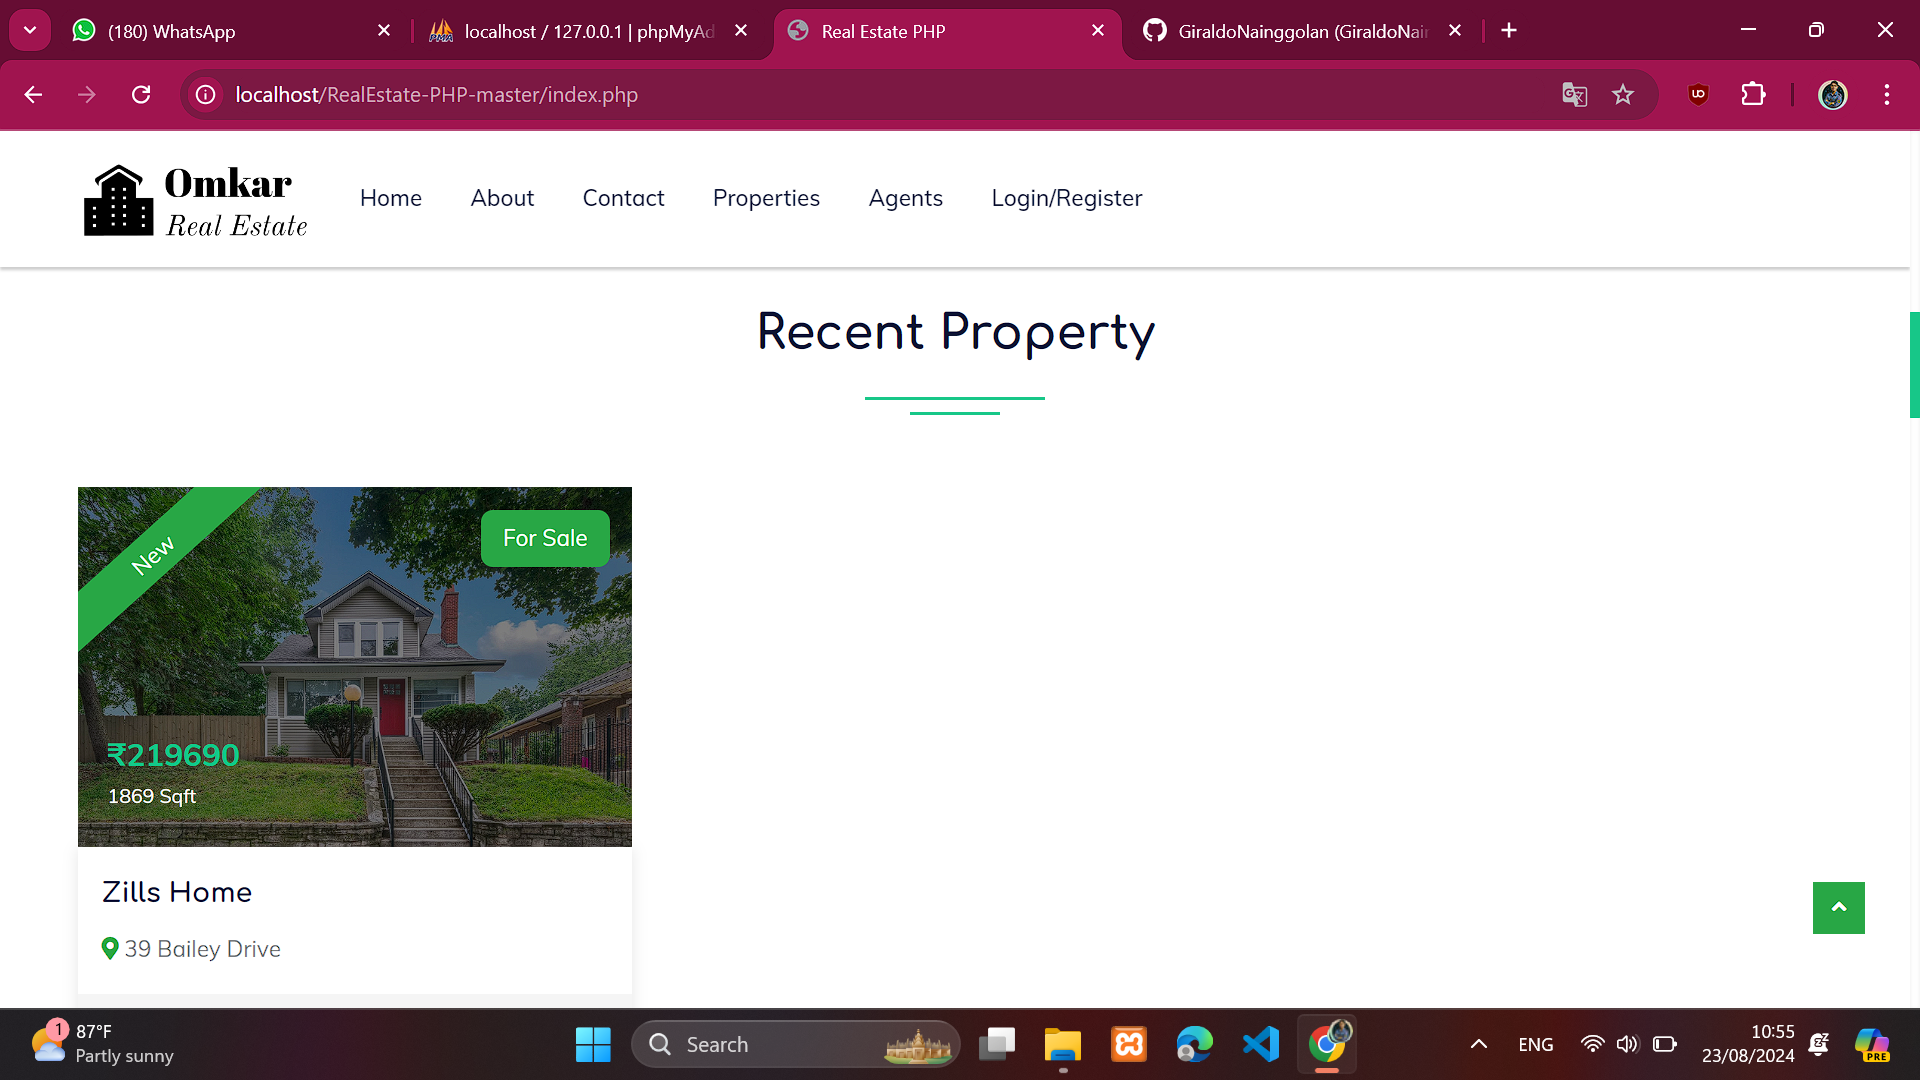 (180) WhatsApp
localhost / 127.0.0.1 | phpMyAd
Real Estate PHP
GiraldoNainggolan (GiraldoNain
localhost/RealEstate-PHP-master/index.php
Omkar
Real Estate
Home
About
Contact
Properties
Agents
Login/Register
Recent Property
New
For Sale
₹219690
1869 Sqft
Zills Home
39 Bailey Drive
1
87°F
Partly sunny
Search
ENG
10:55
23/08/2024
PRE